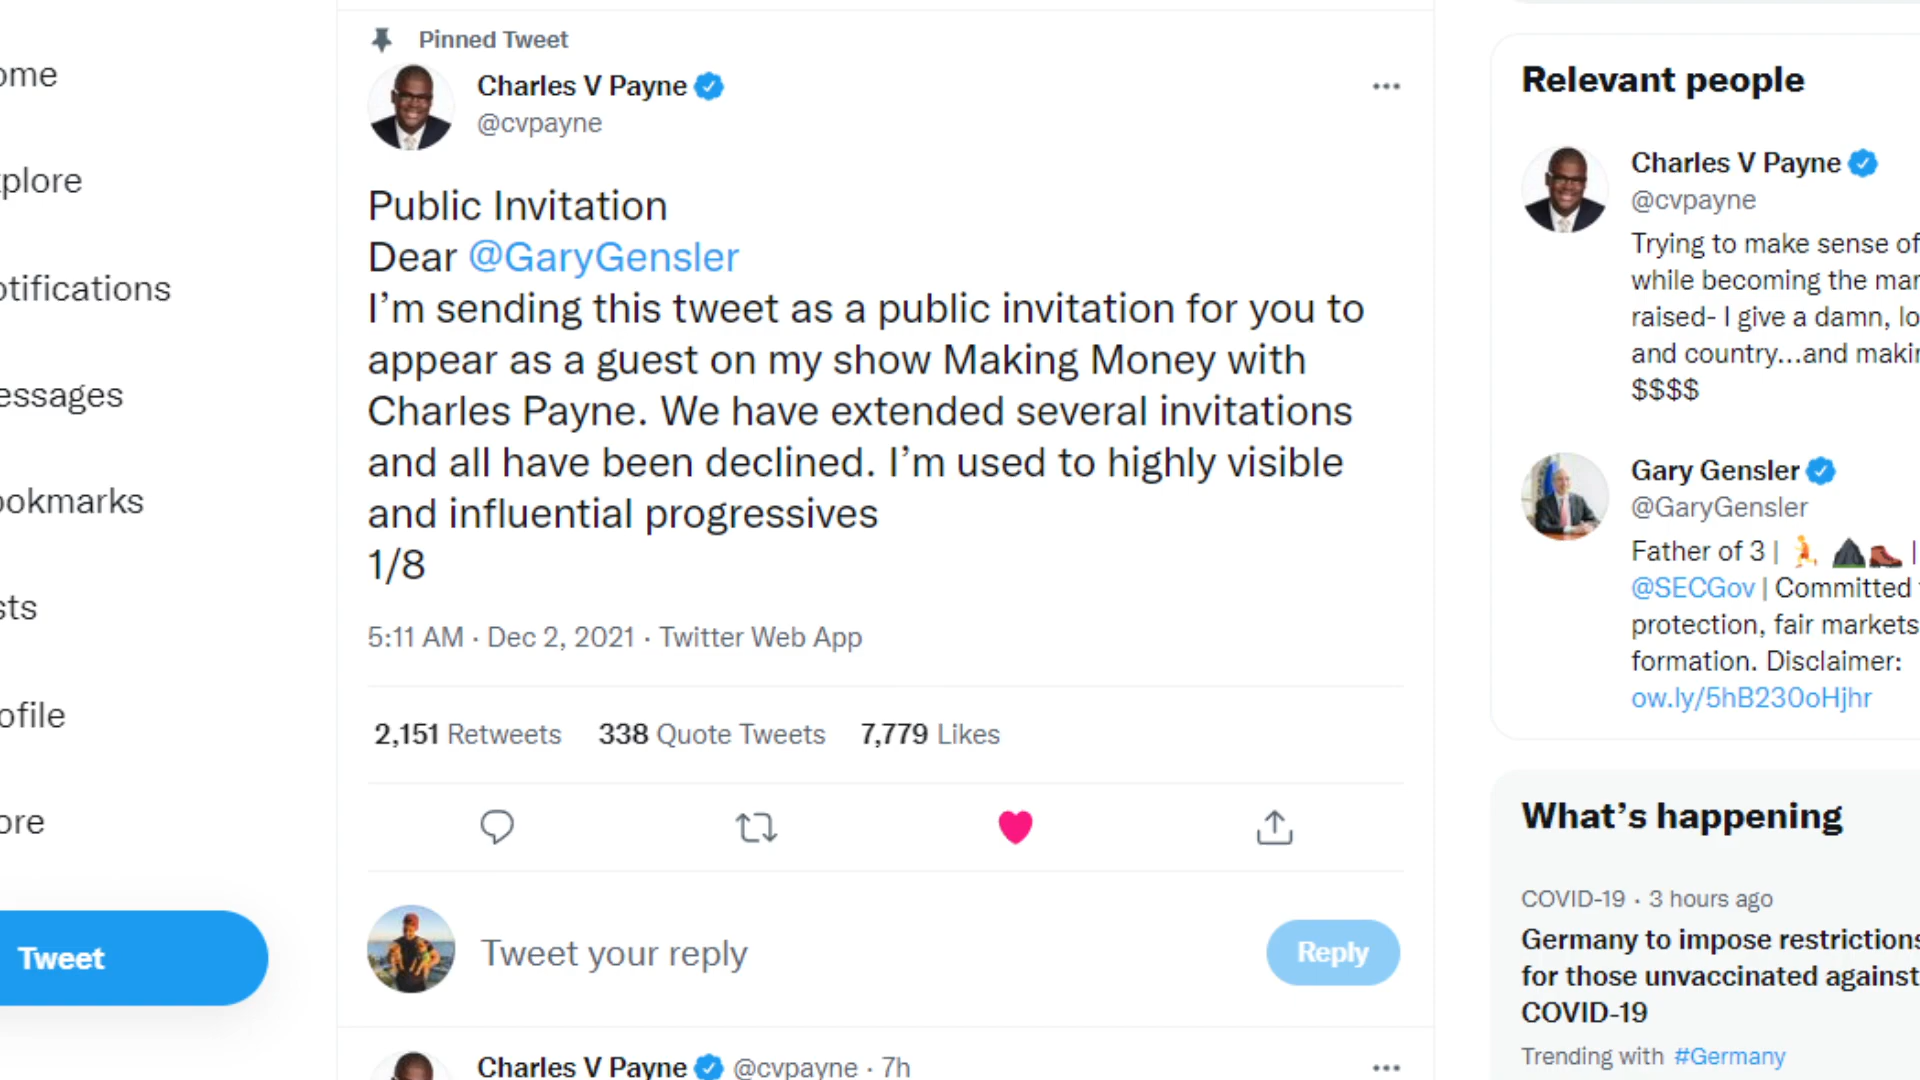 Pinned Tweet
Charles V Payne
@cvpayne
Public Invitation
Dear @GaryGensler
I’m sending this tweet as a public invitation for you to
appear as a guest on my show Making Money with
Charles Payne. We have extended several invitations
and all have been declined. I’m used to highly visible
and influential progressives
1/8
5:11 AM · Dec 2, 2021 · Twitter Web App
2,151 Retweets 338 Quote Tweets 7,779 Likes
Tweet your reply
Reply
Charles V Payne @cvpayne · 7h
ome
plore
otifications
essages
ookmarks
sts
ofile
ore
Tweet
Relevant people
Charles V Payne
@cvpayne
Trying to make sense of
while becoming the mar
raised- I give a damn, lo
and country...and makin
$$$$
Gary Gensler
@GaryGensler
Father of 3 | |
@SECGov | Committed
protection, fair markets
formation. Disclaimer:
ow.ly/5hB230oHjhr
What’s happening
COVID-19 · 3 hours ago
Germany to impose restrictions
for those unvaccinated against
COVID-19
Trending with #Germany